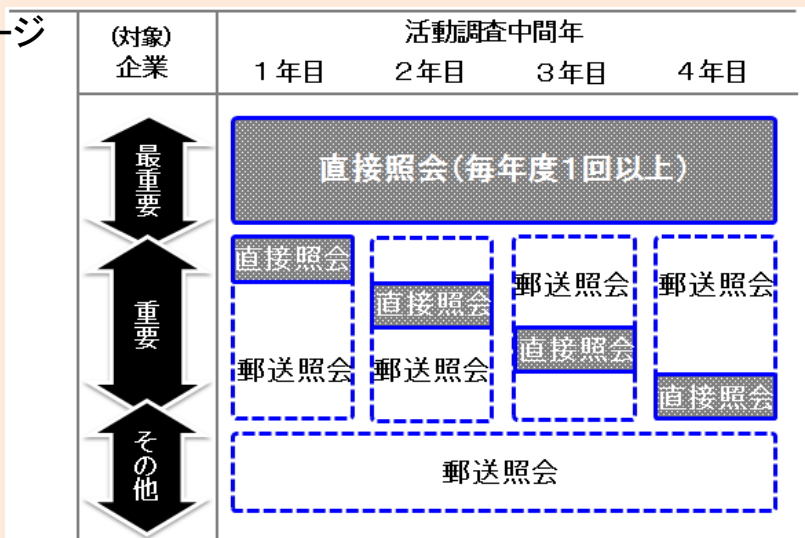 ージ
(対象)
企業
活動調査中間年
1年目 2年目 3年目 4年目
最重要
直接照会(毎年度1回以上)
重要
直接照会
郵送照会
郵送照会
直接照会
郵送照会
郵送照会
直接照会
郵送照会
直接照会
その他
郵送照会